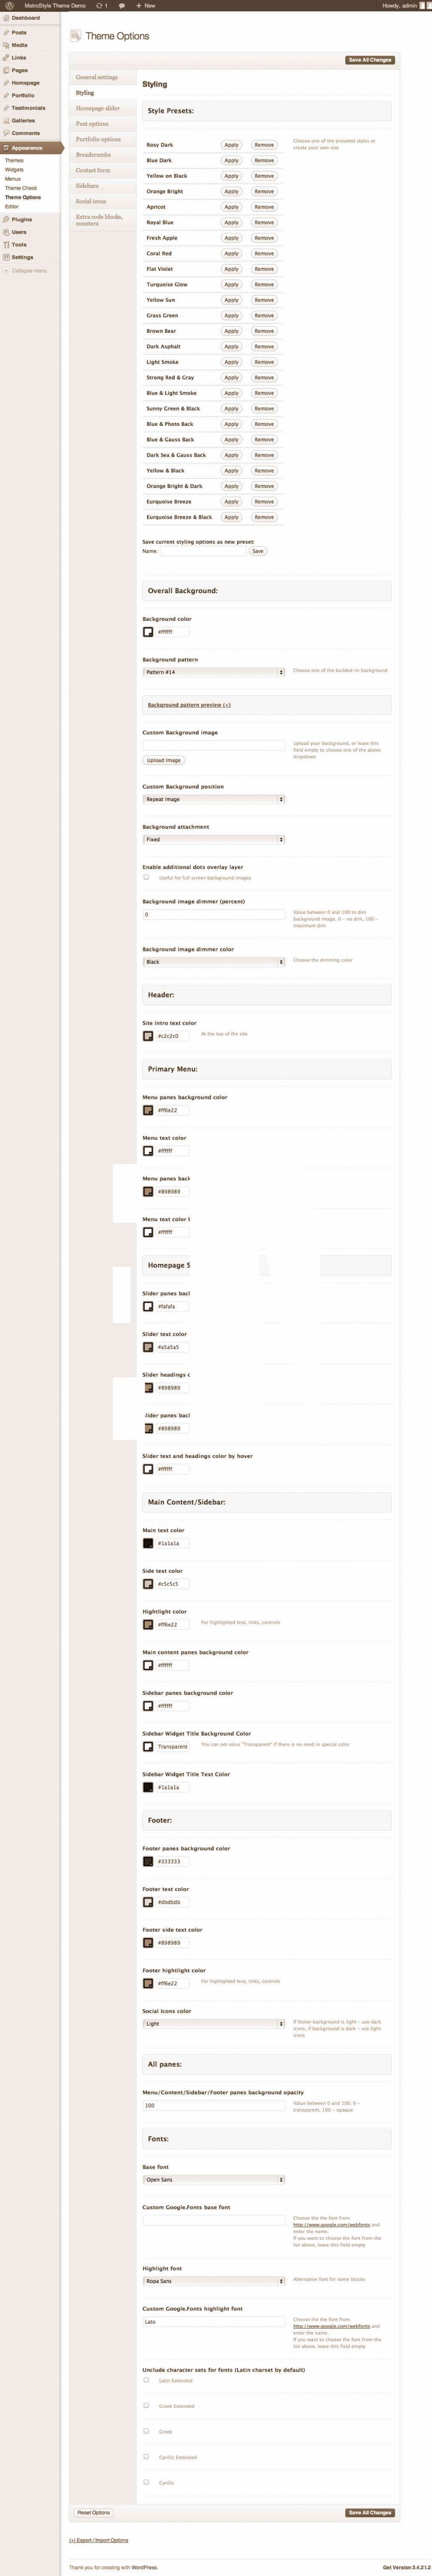 MetroStyle Theme Demo 1 + New Howdy, admin
Dashboard
Posts
Media
Links
Pages
Homepage
Portfolio
Testimonials
Galleries
Comments
Appearance
Themes
Widgets
Menus
Theme Check
Theme Options
Editor
Plugins
Users
Tools
Settings
Collapse menu
Theme Options
Save All Changes
General settings
Styling
Homepage slider
Post options
Portfolio options
Breadcrumbs
Contact form
Sidebars
Social icons
Extra code blocks,
counters
Styling
Style Presets:
Choose one of the presseted styles or
create your own one
Rosy Dark Apply Remove
Blue Dark Apply Remove
Yellow on Black Apply Remove
Orange Bright Apply Remove
Apricot Apply Remove
Royal Blue Apply Remove
Fresh Apple Apply Remove
Coral Red Apply Remove
Flat Violet Apply Remove
Turquoise Glow Apply Remove
Yellow Sun Apply Remove
Grass Green Apply Remove
Brown Bear Apply Remove
Dark Asphalt Apply Remove
Light Smoke Apply Remove
Strong Red & Gray Apply Remove
Blue & Light Smoke Apply Remove
Sunny Green & Black Apply Remove
Blue & Photo Back Apply Remove
Blue & Gauss Back Apply Remove
Dark Sea & Gauss Back Apply Remove
Yellow & Black Apply Remove
Orange Bright & Dark Apply Remove
Eurquoise Breeze Apply Remove
Eurquoise Breeze & Black Apply Remove
Save current styling options as new preset:
Name: Save
Overall Background:
Background color
#ffffff
Background pattern
Pattern #14
Choose one of the builded-in background
Background pattern preview (+)
Custom Background image
Upload Image
Upload your background, or leave this
field empty to choose one of the above
dropdown
Custom Background position
Repeat image
Background attachment
Fixed
Enable additional dots overlay layer
Useful for full screen background images
Background image dimmer (percent)
0
Value between 0 and 100 to dim
background image. 0 - no dim, 100 -
maximum dim
Background image dimmer color
Black
Choose the dimming color
Header:
Site intro text color
#c2c2c0
At the top of the site
Primary Menu:
Menu panes background color
#ff6e22
Menu text color
#ffffff
Menu panes back
#898989
Menu text color
#ffffff
Homepage S
Slider panes bac
#fafafa
Slider text color
#a5a5a5
Slider headings c
#898989
lider panes bac
#898989
Slider text and headings color by hover
#ffffff
Main Content/Sidebar:
Main text color
#1a1a1a
Side text color
#c5c5c5
Hightlight color
#ff6e22
For highlighted text, links, controls
Main content panes background color
#ffffff
Sidebar panes background color
#ffffff
Sidebar Widget Title Background Color
Transparent
You can set value "Transparent" if there is no need in special color
Sidebar Widget Title Text Color
#1a1a1a
Footer:
Footer panes background color
#333333
Footer text color
#dbdbdb
Footer side text color
#898989
Footer hightlight color
#ff6e22
For highlighted text, links, controls
Social Icons color
Light
If footer background is light - use dark
icons, if background is dark - use light
icons
All panes:
Menu/Content/Sidebar/Footer panes background opacity
100
Value between 0 and 100, 0 -
transparent, 100 - opaque
Fonts:
Base font
Open Sans
Custom Google.Fonts base font
Choose the the font from
http://www.google.com/webfonts and
enter the name.
If you want to choose the font from the
list above, leave this field empty
Highlight font
Ropa Sans
Alternative font for some blocks
Custom Google.Fonts highlight font
Lato
Choose the the font from
http://www.google.com/webfonts and
enter the name.
If you want to choose the font from the
list above, leave this field empty
Unclude character sets for fonts (Latin charset by default)
Latin Extended
Greek Extended
Greek
Cyrillic Extended
Cyrillic
Reset Options Save All Changes
(+) Export / Import Options
Thank you for creating with WordPress. Get Version 3.4.2 1.2